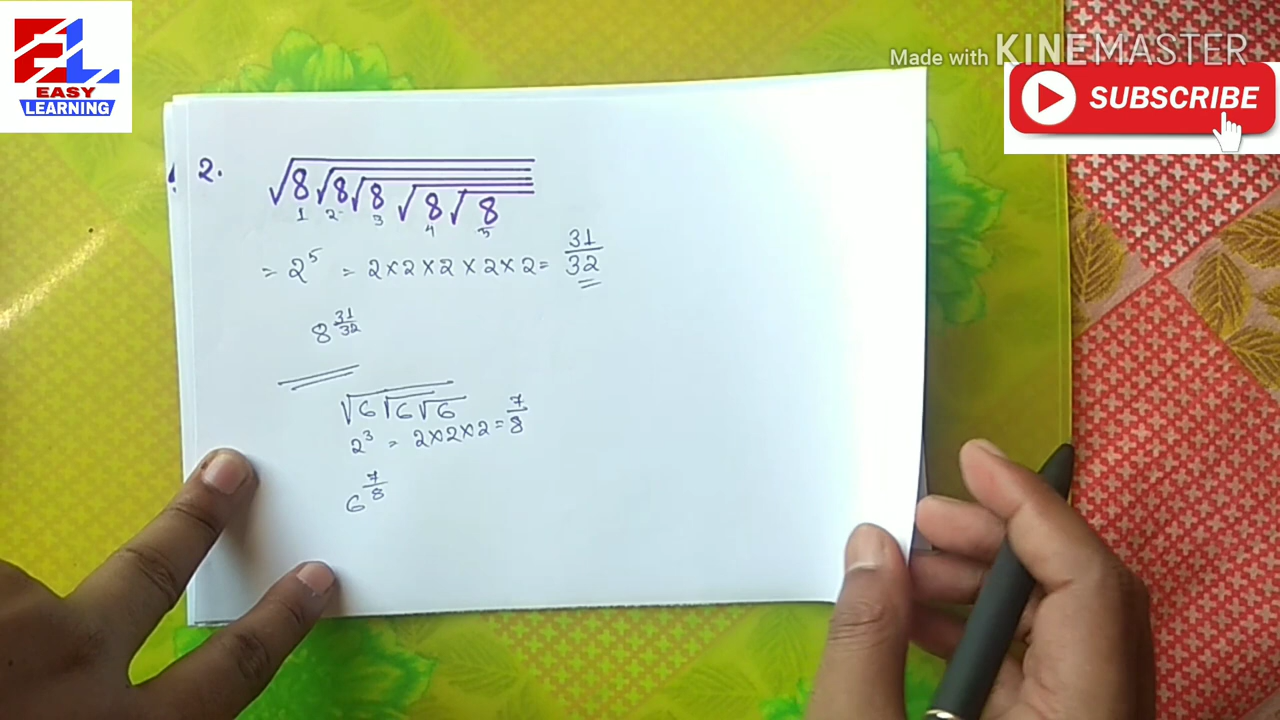 EL
EASY
LEARNING
Made with KINEMASTER
SUBSCRIBE
2. √8√8√8√8√8
1 2 3 4 5
= 2⁵ = 2×2×2×2×2 = 31/32
8^(31/32)
√6√6√6
2³ = 2×2×2 = 7/8
6^(7/8)